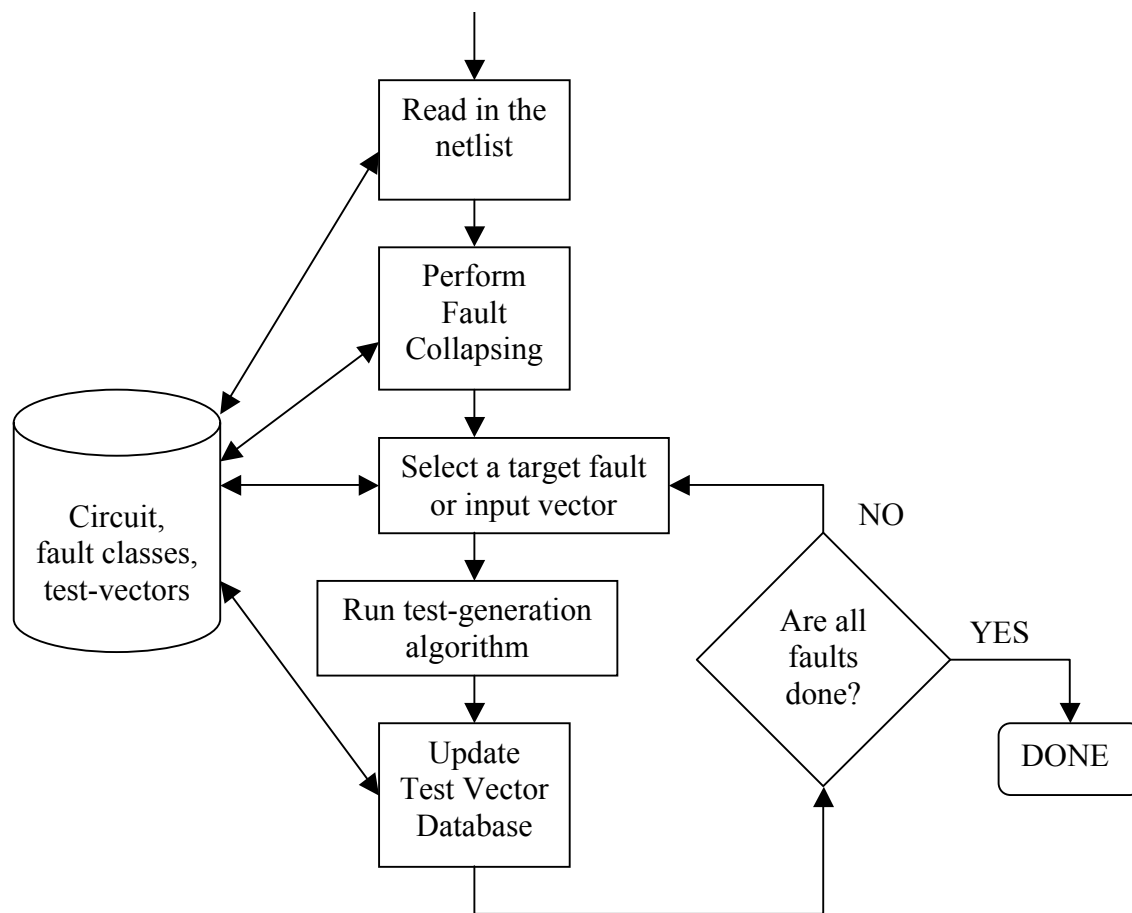 Read in the
netlist
Perform
Fault
Collapsing
Select a target fault
or input vector
NO
Circuit,
fault classes,
test-vectors
Run test-generation
algorithm
Are all
faults
done?
YES
Update
Test Vector
Database
DONE